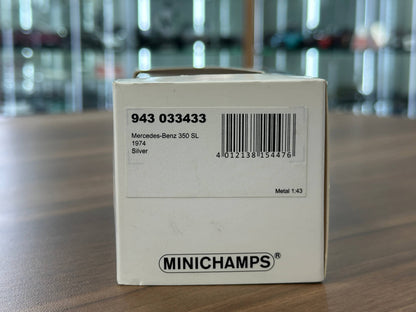 943 033433
Mercedes-Benz 350 SL
1974
Silver
4 012138 154476
Metal 1:43
MINICHAMPS®